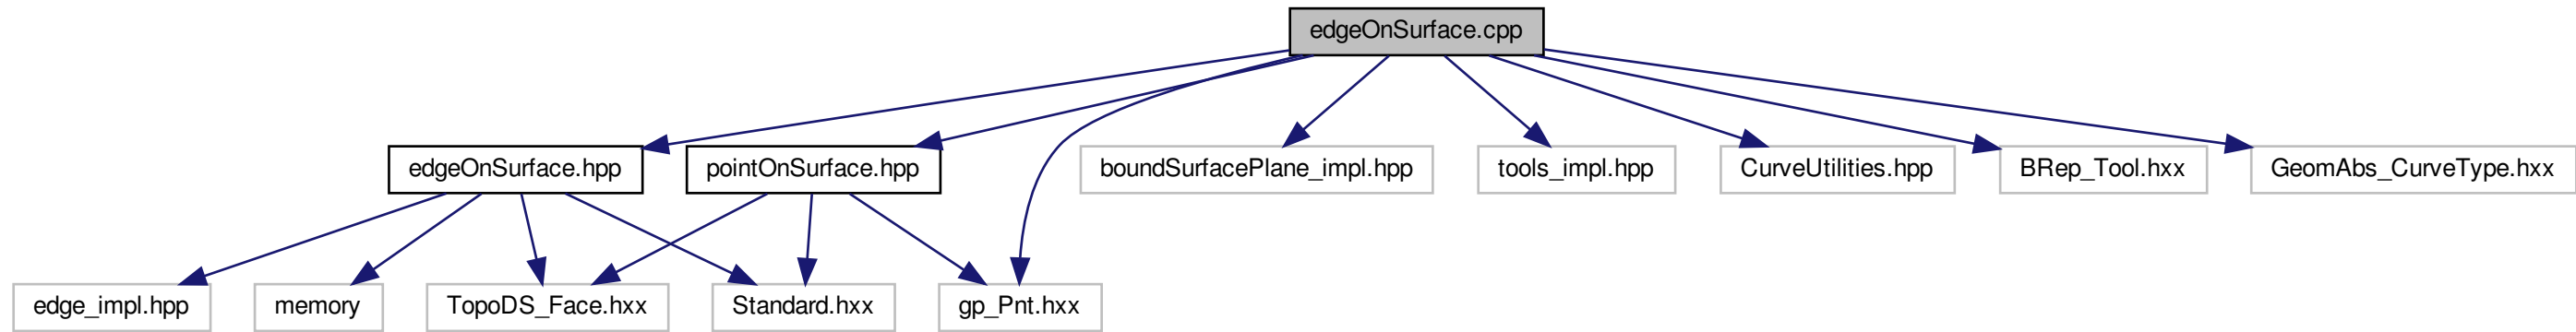 edgeOnSurface.cpp
edgeOnSurface.hpp
pointOnSurface.hpp
boundSurfacePlane_impl.hpp
tools_impl.hpp
CurveUtilities.hpp
BRep_Tool.hxx
GeomAbs_CurveType.hxx
edge_impl.hpp
memory
TopoDS_Face.hxx
Standard.hxx
gp_Pnt.hxx